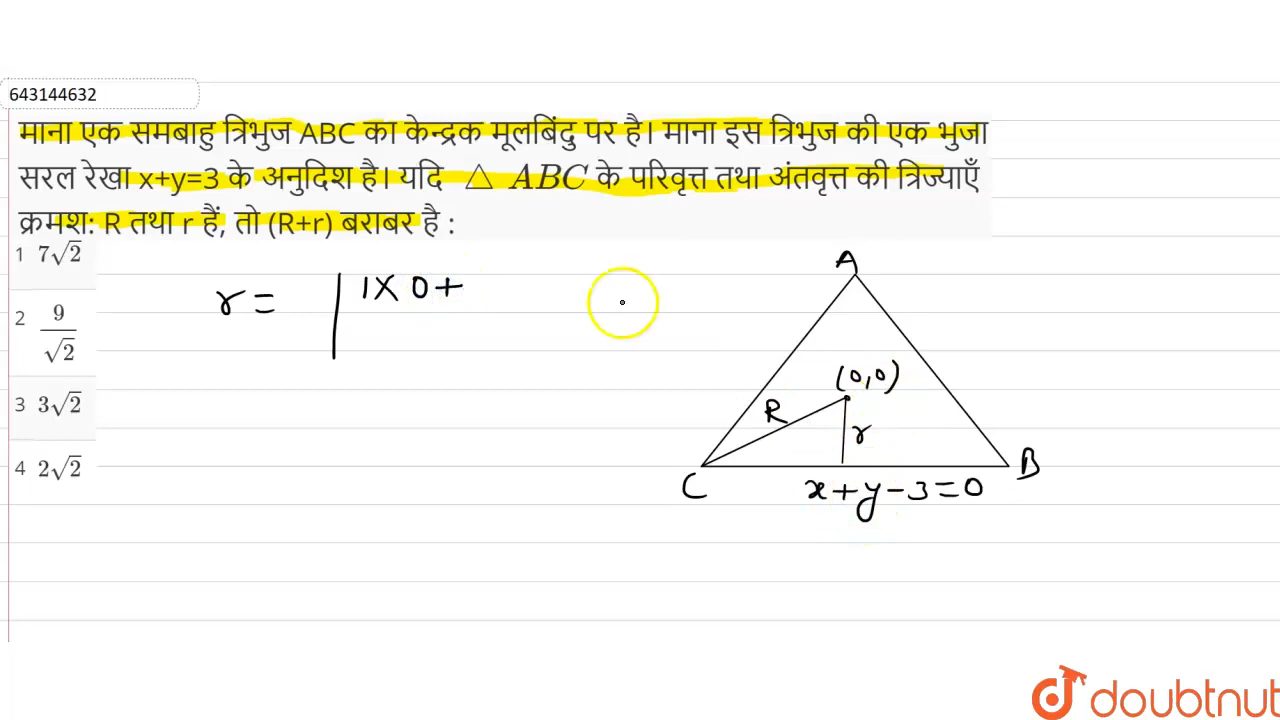 643144632
माना एक समबाहु त्रिभुज ABC का केन्द्रक मूलबिंदु पर है। माना इस त्रिभुज की एक भुजा
सरल रेखा x+y=3 के अनुदिश है। यदि △ABC के परिवृत्त तथा अंतवृत्त की त्रिज्याएँ
क्रमश: R तथा r हैं, तो (R+r) बराबर है :
1 7√2
2 9/√2
3 3√2
4 2√2
r = | 1X 0+
A
(0,0)
R
r
C
B
x+y-3=0
doubtnut